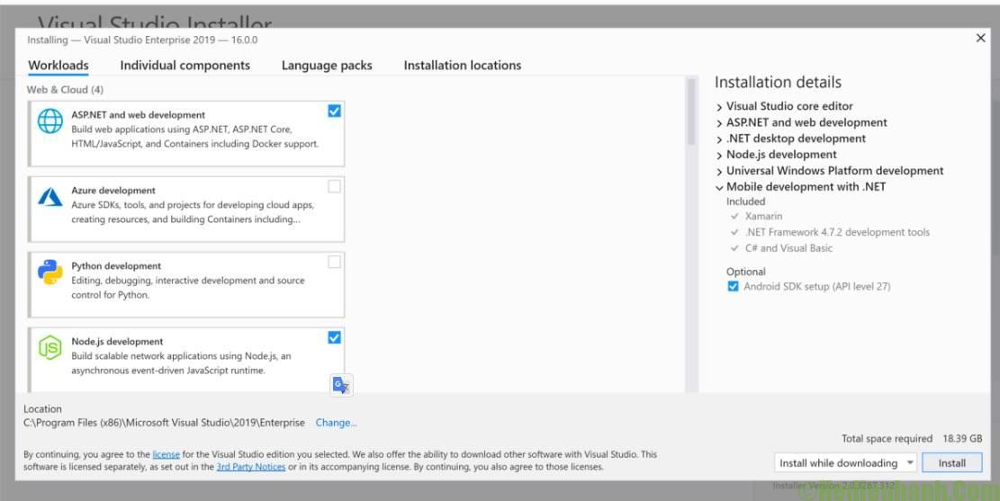 Visual Studio Installer
Installing — Visual Studio Enterprise 2019 — 16.0.0
Workloads
Individual components
Language packs
Installation locations
Web & Cloud (4)
ASP.NET and web development
Build web applications using ASP.NET, ASP.NET Core,
HTML/JavaScript, and Containers including Docker support.
Azure development
Azure SDKs, tools, and projects for developing cloud apps,
creating resources, and building Containers including...
Python development
Editing, debugging, interactive development and source
control for Python.
Node.js development
Build scalable network applications using Node.js, an
asynchronous event-driven JavaScript runtime.
Installation details
Visual Studio core editor
ASP.NET and web development
.NET desktop development
Node.js development
Universal Windows Platform development
Mobile development with .NET
Included
Xamarin
.NET Framework 4.7.2 development tools
C# and Visual Basic
Optional
Android SDK setup (API level 27)
Location
C:\Program Files (x86)\Microsoft Visual Studio\2019\Enterprise Change...
By continuing, you agree to the license for the Visual Studio edition you selected. We also offer the ability to download other software with Visual Studio. This
software is licensed separately, as set out in the 3rd Party Notices or in its accompanying license. By continuing, you also agree to those licenses.
Total space required 18.39 GB
Install while downloading
Install
Installer Version 2.0.3287.312